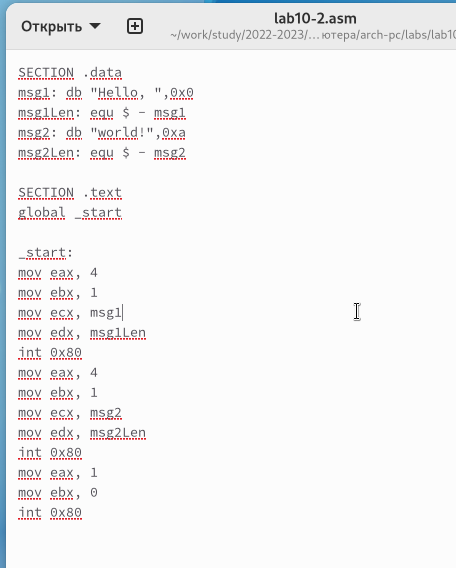 Открыть
lab10-2.asm
~/work/study/2022-2023/… ютера/arch-pc/labs/lab10
SECTION .data
msg1: db "Hello, ",0x0
msg1Len: equ $ - msg1
msg2: db "world!",0xa
msg2Len: equ $ - msg2
SECTION .text
global _start
_start:
mov eax, 4
mov ebx, 1
mov ecx, msg1
mov edx, msg1Len
int 0x80
mov eax, 4
mov ebx, 1
mov ecx, msg2
mov edx, msg2Len
int 0x80
mov eax, 1
mov ebx, 0
int 0x80